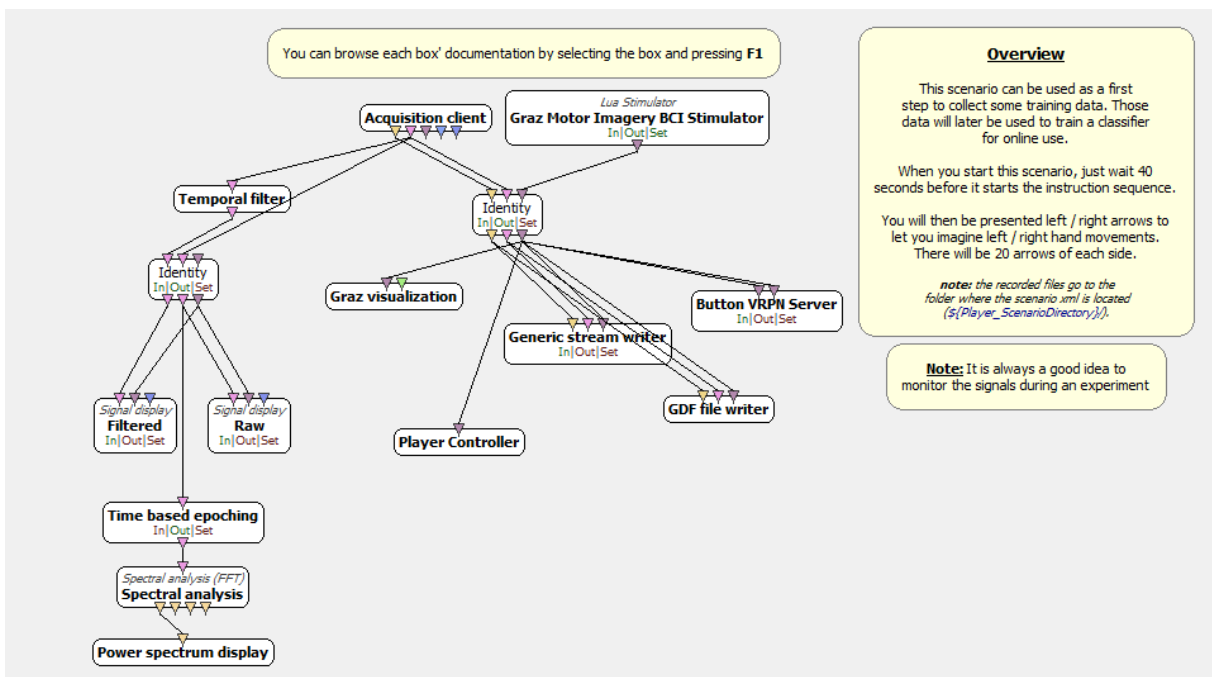 You can browse each box' documentation by selecting the box and pressing F1
Overview
This scenario can be used as a first
step to collect some training data. Those
data will later be used to train a classifier
for online use.
When you start this scenario, just wait 40
seconds before it starts the instruction sequence.
You will then be presented left / right arrows to
let you imagine left / right hand movements.
There will be 20 arrows of each side.
note: the recorded files go to the
folder where the scenario xml is located
(${Player_ScenarioDirectory}/).
Note: It is always a good idea to
monitor the signals during an experiment
Acquisition client
Lua Stimulator
Graz Motor Imagery BCI Stimulator
In|Out|Set
Temporal filter
Identity
In|Out|Set
Identity
In|Out|Set
Graz visualization
Button VRPN Server
In|Out|Set
Generic stream writer
In|Out|Set
GDF file writer
Player Controller
Signal display
Filtered
In|Out|Set
Signal display
Raw
In|Out|Set
Time based epoching
In|Out|Set
Spectral analysis (FFT)
Spectral analysis
Power spectrum display